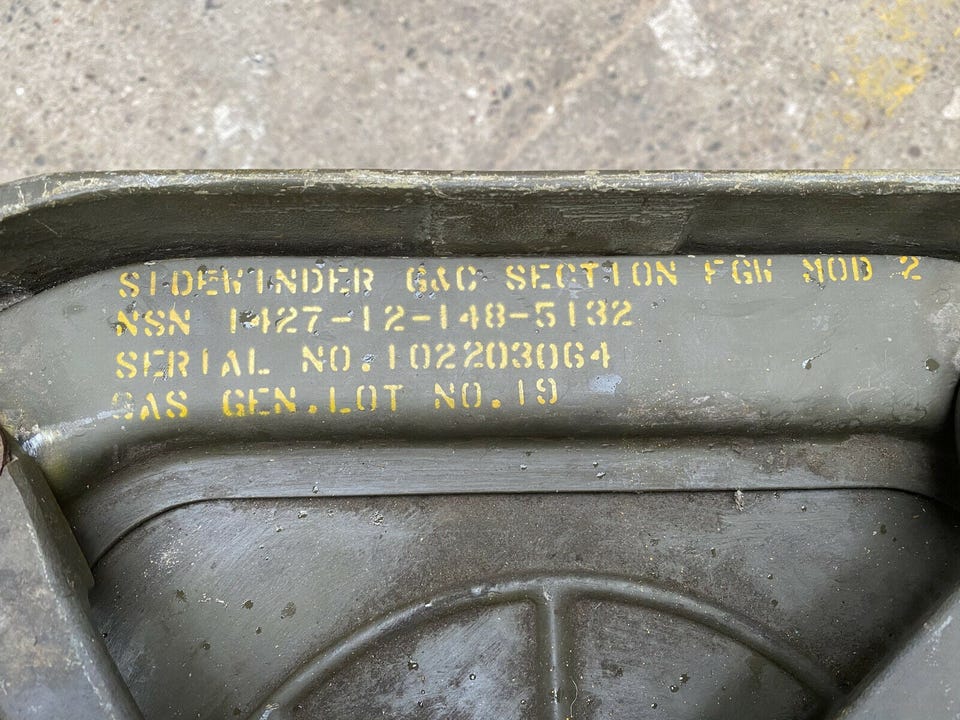 SIDEWINDER G&C SECTION FGW MOD 2
NSN 1427-12-148-5132
SERIAL NO.102203064
GAS GEN.LOT NO.19